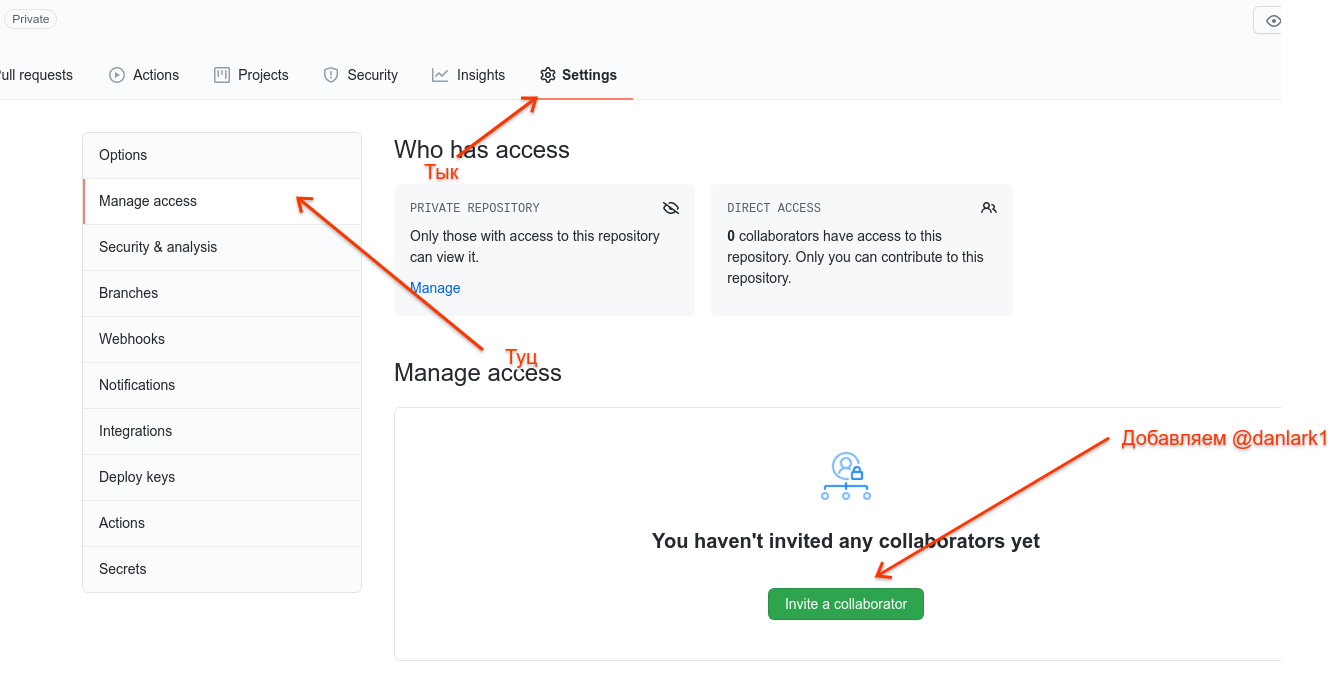 Private
ull requests
Actions
Projects
Security
Insights
Settings
Тык
Options
Manage access
Security & analysis
Branches
Webhooks
Notifications
Integrations
Deploy keys
Actions
Secrets
Who has access
PRIVATE REPOSITORY
Only those with access to this repository
can view it.
Manage
DIRECT ACCESS
0 collaborators have access to this
repository. Only you can contribute to this
repository.
Туц
Manage access
Добавляем @danlark1
You haven't invited any collaborators yet
Invite a collaborator